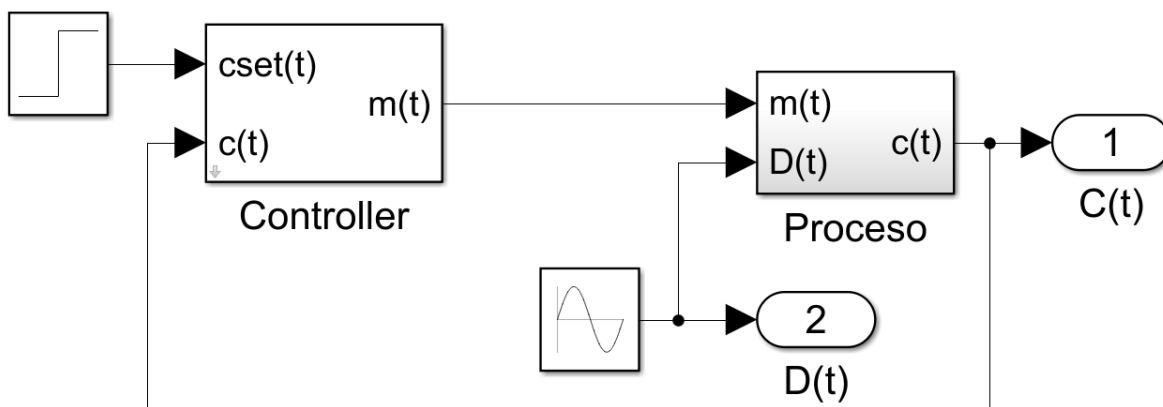 cset(t)
m(t)
c(t)
Controller
m(t)
D(t)
c(t)
Proceso
1
C(t)
2
D(t)